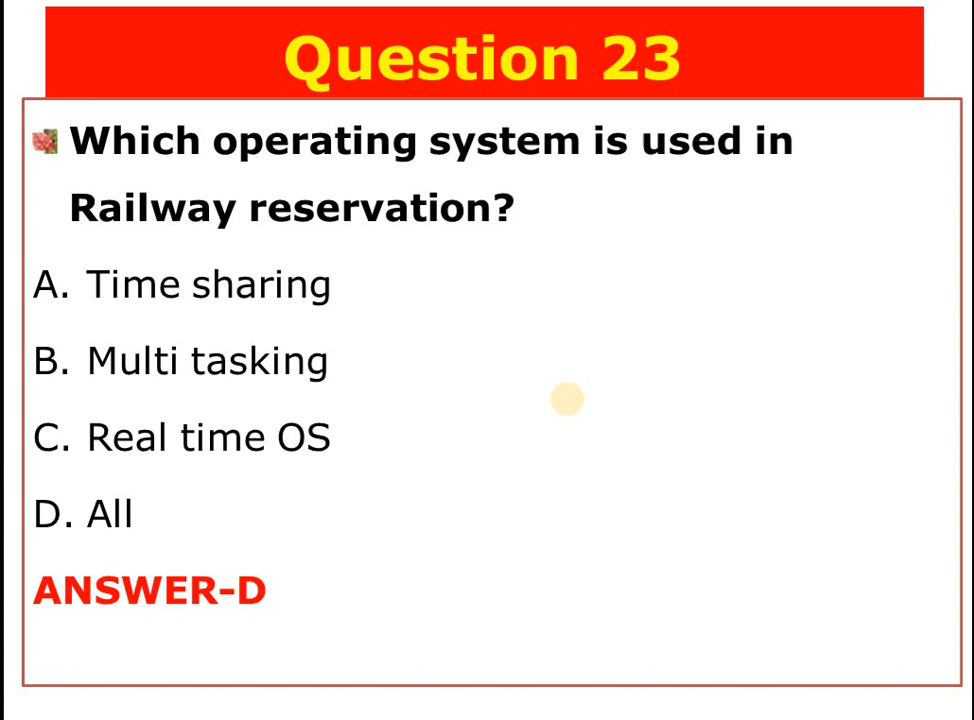 Question 23
Which operating system is used in
Railway reservation?
A. Time sharing
B. Multi tasking
C. Real time OS
D. All
ANSWER-D